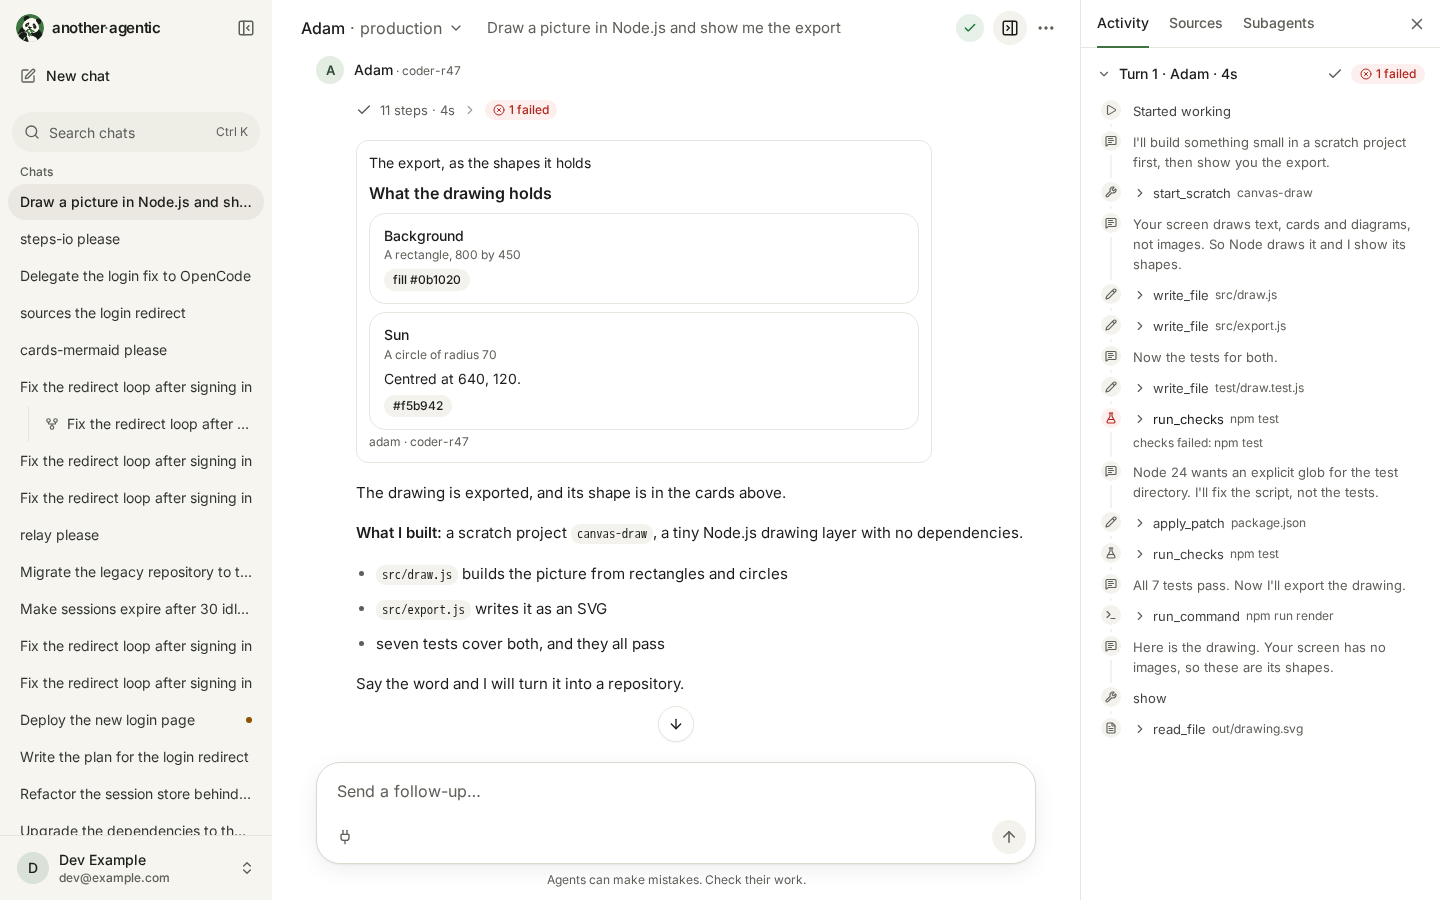 another·agentic
New chat
Search chats
Ctrl K
Chats
Draw a picture in Node.js and sh...
steps-io please
Delegate the login fix to OpenCode
sources the login redirect
cards-mermaid please
Fix the redirect loop after signing in
Fix the redirect loop after ...
Fix the redirect loop after signing in
Fix the redirect loop after signing in
relay please
Migrate the legacy repository to t...
Make sessions expire after 30 idl...
Fix the redirect loop after signing in
Fix the redirect loop after signing in
Deploy the new login page
Write the plan for the login redirect
Refactor the session store behind...
Upgrade the dependencies to th...
D
Dev Example
dev@example.com
Adam · production
Draw a picture in Node.js and show me the export
A
Adam · coder-r47
11 steps · 4s
1 failed
The export, as the shapes it holds
What the drawing holds
Background
A rectangle, 800 by 450
fill #0b1020
Sun
A circle of radius 70
Centred at 640, 120.
#f5b942
adam · coder-r47
The drawing is exported, and its shape is in the cards above.
What I built: a scratch project canvas-draw, a tiny Node.js drawing layer with no dependencies.
• src/draw.js builds the picture from rectangles and circles
• src/export.js writes it as an SVG
• seven tests cover both, and they all pass
Say the word and I will turn it into a repository.
Send a follow-up...
Agents can make mistakes. Check their work.
Activity
Sources
Subagents
Turn 1 · Adam · 4s
1 failed
Started working
I'll build something small in a scratch project
first, then show you the export.
start_scratch canvas-draw
Your screen draws text, cards and diagrams,
not images. So Node draws it and I show its
shapes.
write_file src/draw.js
write_file src/export.js
Now the tests for both.
write_file test/draw.test.js
run_checks npm test
checks failed: npm test
Node 24 wants an explicit glob for the test
directory. I'll fix the script, not the tests.
apply_patch package.json
run_checks npm test
All 7 tests pass. Now I'll export the drawing.
run_command npm run render
Here is the drawing. Your screen has no
images, so these are its shapes.
show
read_file out/drawing.svg